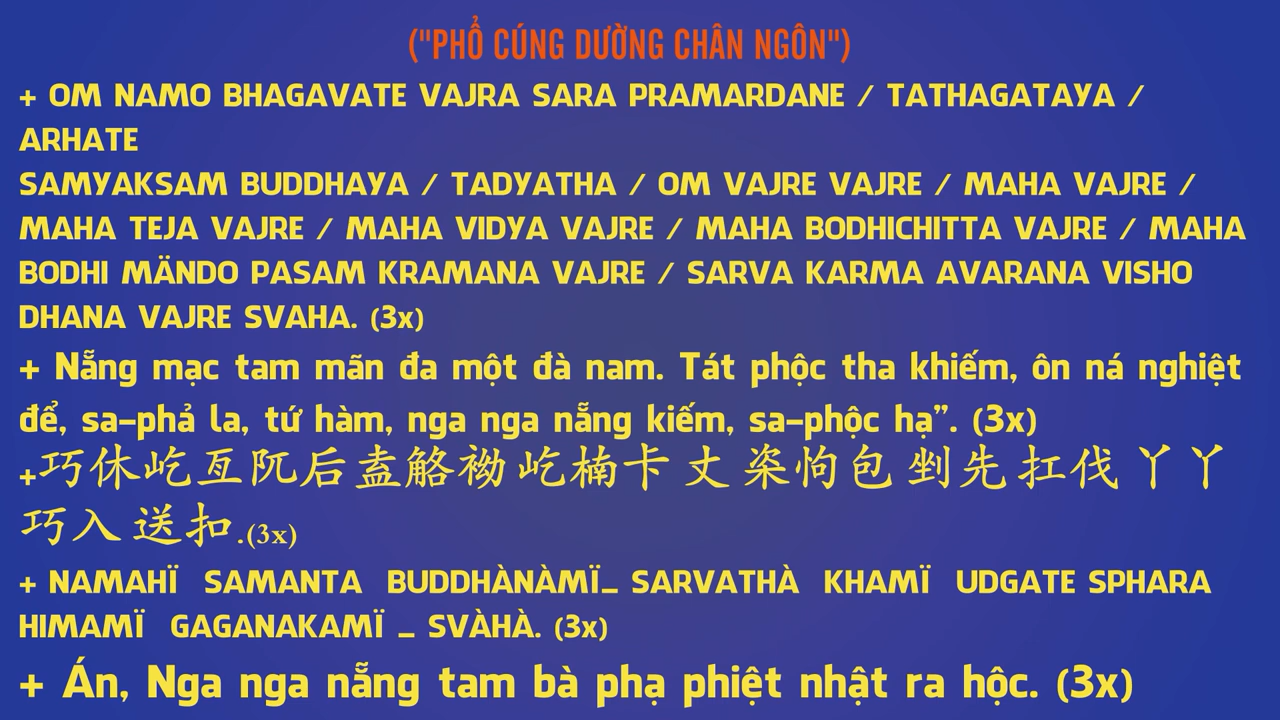 ("PHỔ CÚNG DƯỜNG CHÂN NGÔN")
+ OM NAMO BHAGAVATE VAJRA SARA PRAMARDANE / TATHAGATAYA /
ARHATE
SAMYAKSAM BUDDHAYA / TADYATHA / OM VAJRE VAJRE / MAHA VAJRE /
MAHA TEJA VAJRE / MAHA VIDYA VAJRE / MAHA BODHICHITTA VAJRE / MAHA
BODHI MÄNDO PASAM KRAMANA VAJRE / SARVA KARMA AVARANA VISHO
DHANA VAJRE SVAHA. (3x)
+ Nẵng mạc tam mãn đa một đà nam. Tát phộc tha khiếm, ôn ná nghiệt
để, sa-phả la, tứ hàm, nga nga nẵng kiếm, sa-phộc hạ”. (3x)
+巧休屹亙阢后盍觡袎屹楠卡丈栥怐包剉先扛伐丫丫
巧入送扣.(3x)
+ NAMAHÏ SAMANTA BUDDHÀNÀMÏ_ SARVATHÀ KHAMÏ UDGATE SPHARA
HIMAMÏ GAGANAKAMÏ _ SVÀHÀ. (3x)
+ Án, Nga nga nẵng tam bà phạ phiệt nhật ra hộc. (3x)